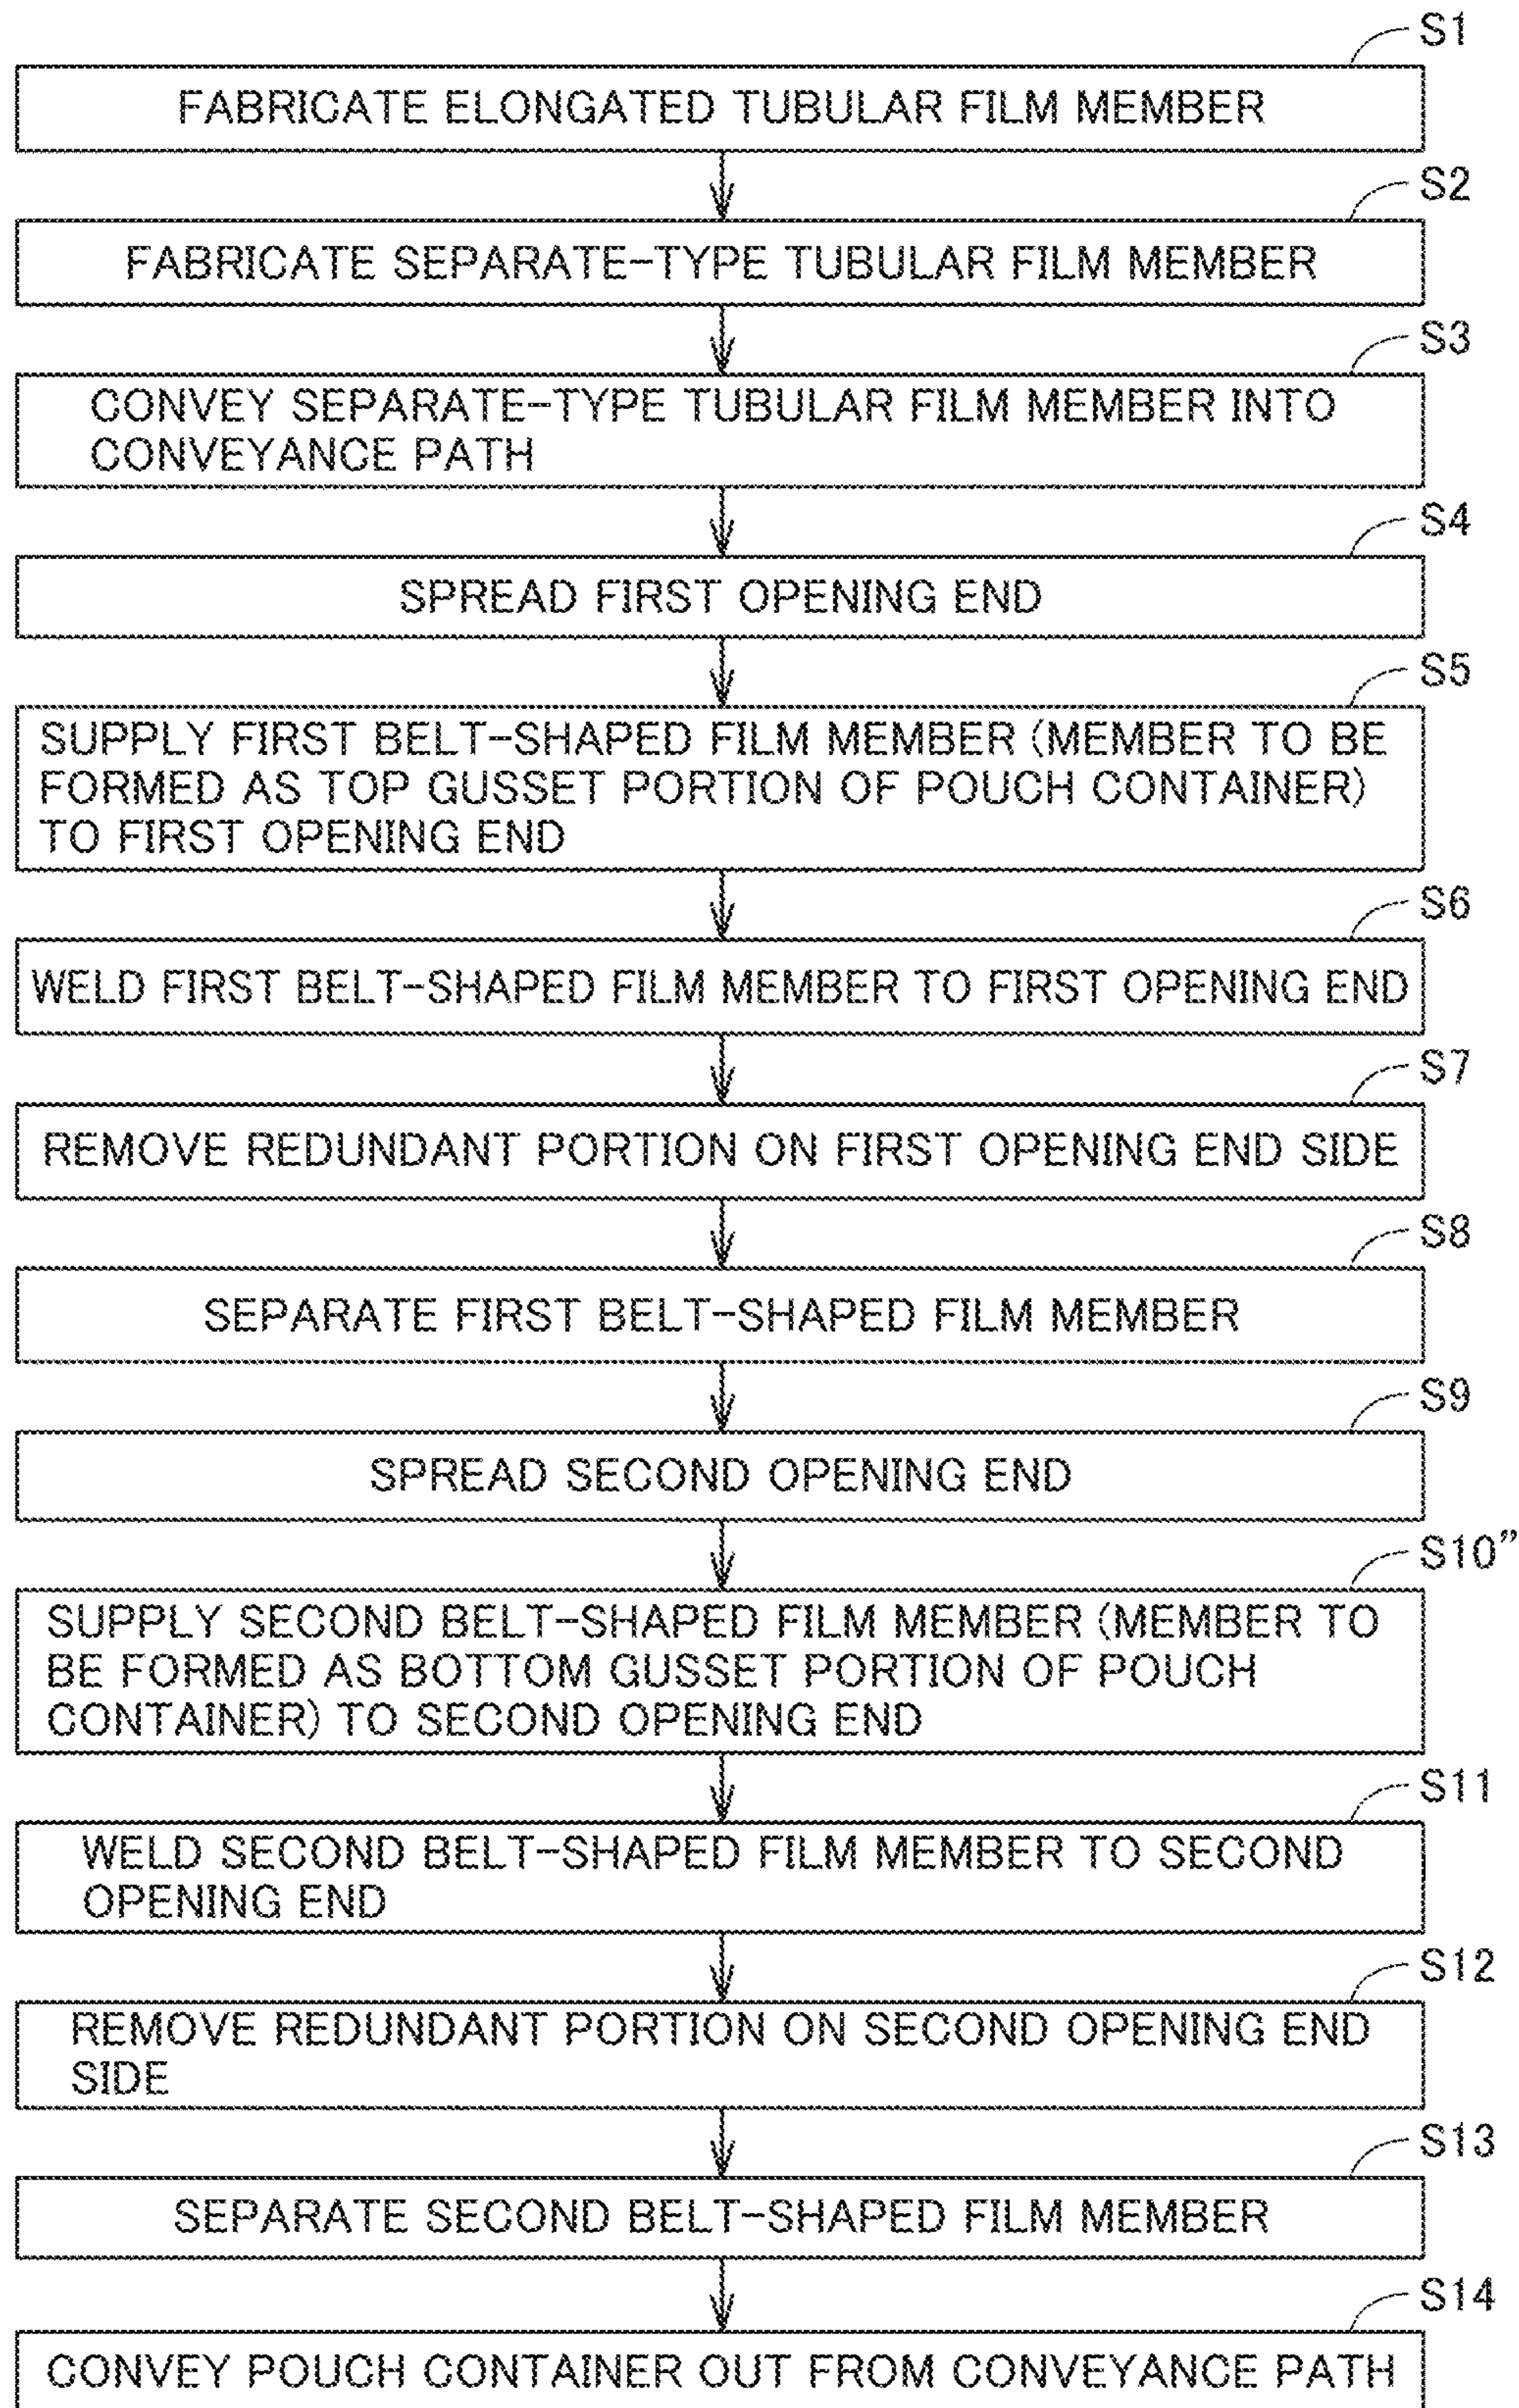 S1
FABRICATE ELONGATED TUBULAR FILM MEMBER
S2
FABRICATE SEPARATE-TYPE TUBULAR FILM MEMBER
S3
CONVEY SEPARATE-TYPE TUBULAR FILM MEMBER INTO
CONVEYANCE PATH
S4
SPREAD FIRST OPENING END
S5
SUPPLY FIRST BELT-SHAPED FILM MEMBER (MEMBER TO BE
FORMED AS TOP GUSSET PORTION OF POUCH CONTAINER)
TO FIRST OPENING END
S6
WELD FIRST BELT-SHAPED FILM MEMBER TO FIRST OPENING END
S7
REMOVE REDUNDANT PORTION ON FIRST OPENING END SIDE
S8
SEPARATE FIRST BELT-SHAPED FILM MEMBER
S9
SPREAD SECOND OPENING END
S10”
SUPPLY SECOND BELT-SHAPED FILM MEMBER (MEMBER TO
BE FORMED AS BOTTOM GUSSET PORTION OF POUCH
CONTAINER) TO SECOND OPENING END
S11
WELD SECOND BELT-SHAPED FILM MEMBER TO SECOND
OPENING END
S12
REMOVE REDUNDANT PORTION ON SECOND OPENING END
SIDE
S13
SEPARATE SECOND BELT-SHAPED FILM MEMBER
S14
CONVEY POUCH CONTAINER OUT FROM CONVEYANCE PATH